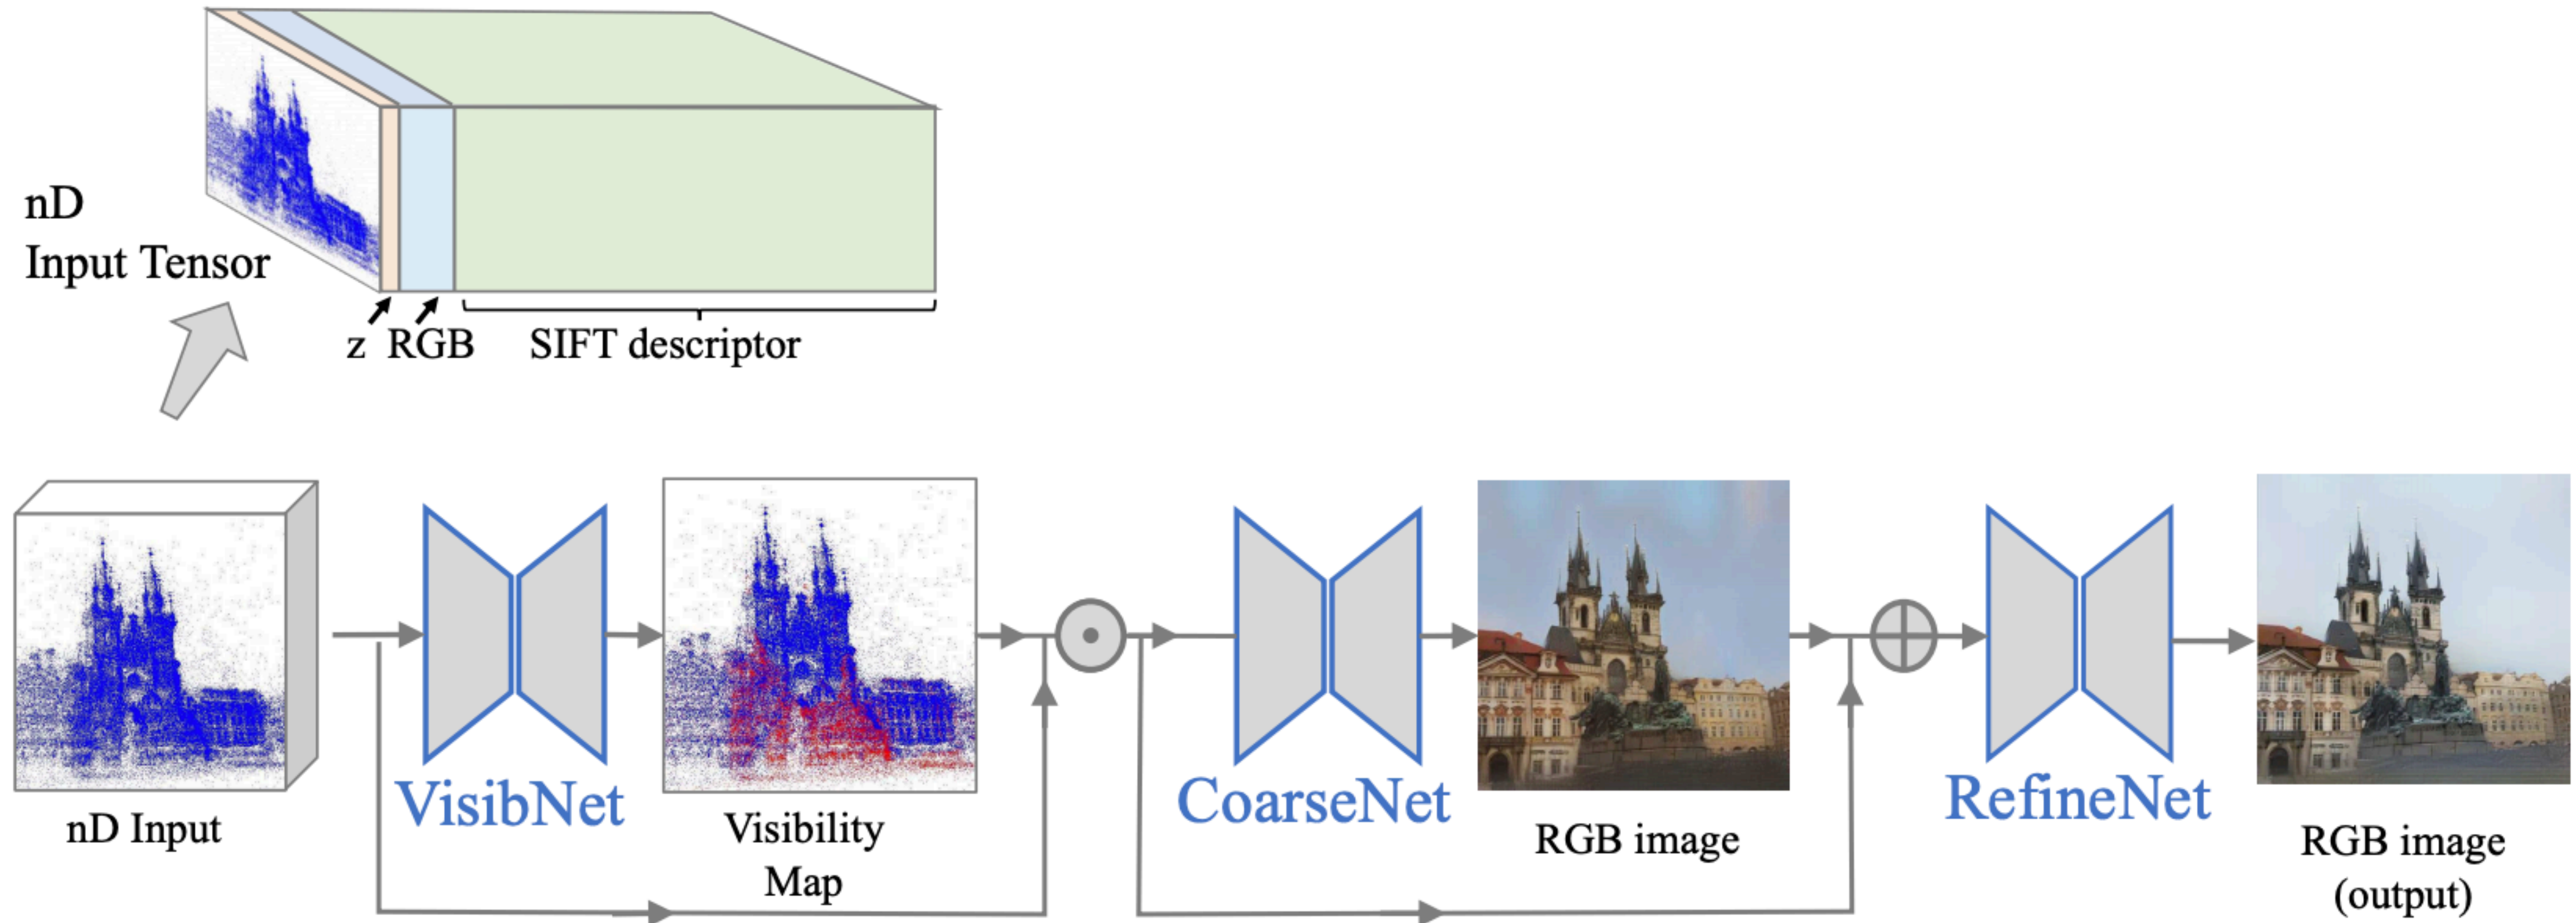 nD
Input Tensor
z RGB SIFT descriptor
nD Input
VisibNet
Visibility
Map
CoarseNet
RGB image
RefineNet
RGB image
(output)